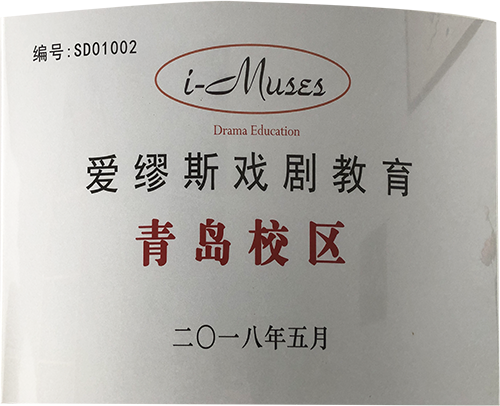 编号:SD01002
i-Muses
Drama Education
爱缪斯戏剧教育
青岛校区
二〇一八年五月